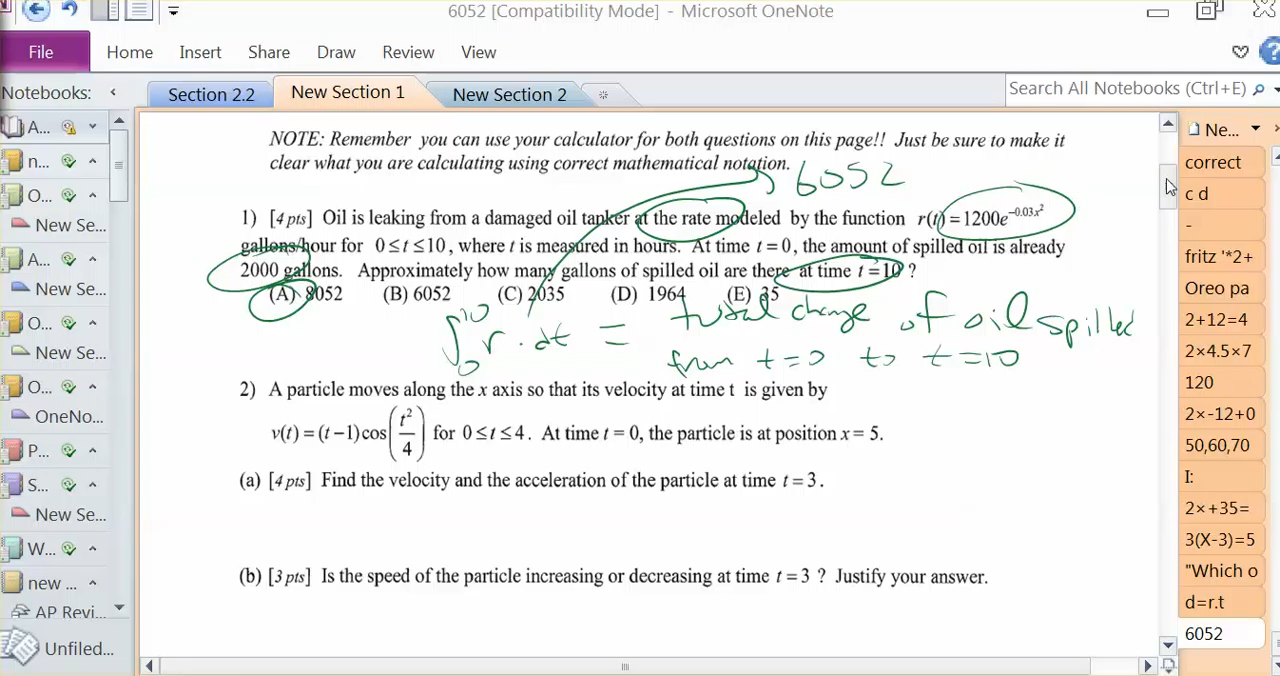 6052 [Compatibility Mode] - Microsoft OneNote
File Home Insert Share Draw Review View
Notebooks: Section 2.2 New Section 1 New Section 2 Search All Notebooks (Ctrl+E)
A...
n...
O...
New Se...
A...
New Se...
O...
New Se...
O...
OneNo...
P...
S...
New Se...
W...
new ...
AP Revi...
Unfiled...
NOTE: Remember you can use your calculator for both questions on this page!! Just be sure to make it
clear what you are calculating using correct mathematical notation.
6052
1) [4 pts] Oil is leaking from a damaged oil tanker at the rate modeled by the function r(t) = 1200e^{-0.03x^2}
gallons/hour for 0 ≤ t ≤ 10, where t is measured in hours. At time t = 0, the amount of spilled oil is already
2000 gallons. Approximately how many gallons of spilled oil are there at time t = 10 ?
(A) 8052 (B) 6052 (C) 2035 (D) 1964 (E) 35
∫_0^10 r · dt = total change of oil spilled
from t=0 to t=10
2) A particle moves along the x axis so that its velocity at time t is given by
v(t) = (t-1)cos(t^2/4) for 0 ≤ t ≤ 4. At time t = 0, the particle is at position x = 5.
(a) [4 pts] Find the velocity and the acceleration of the particle at time t = 3.
(b) [3 pts] Is the speed of the particle increasing or decreasing at time t = 3 ? Justify your answer.
Ne...
correct
c d
-
fritz '*2+
Oreo pa
2+12=4
2×4.5×7
120
2×-12+0
50,60,70
I:
2×+35=
3(X-3)=5
"Which o
d=r.t
6052